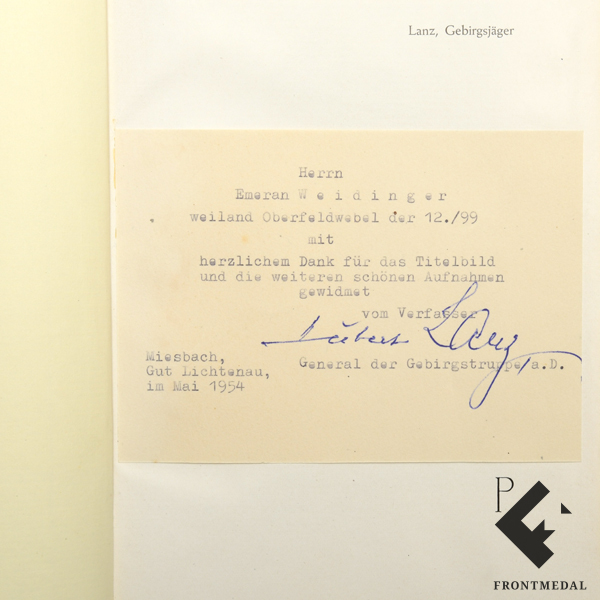 Lanz, Gebirgsjäger
Herrn
Emeran Weidinger
weiland Oberfeldwebel der 12./99
mit
herzlichem Dank für das Titelbild
und die weiteren schönen Aufnahmen
gewidmet
vom Verfasser
Hubert Lanz
General der Gebirgstruppe a.D.
Miesbach,
Gut Lichtenau,
im Mai 1954
PF
FRONTMEDAL